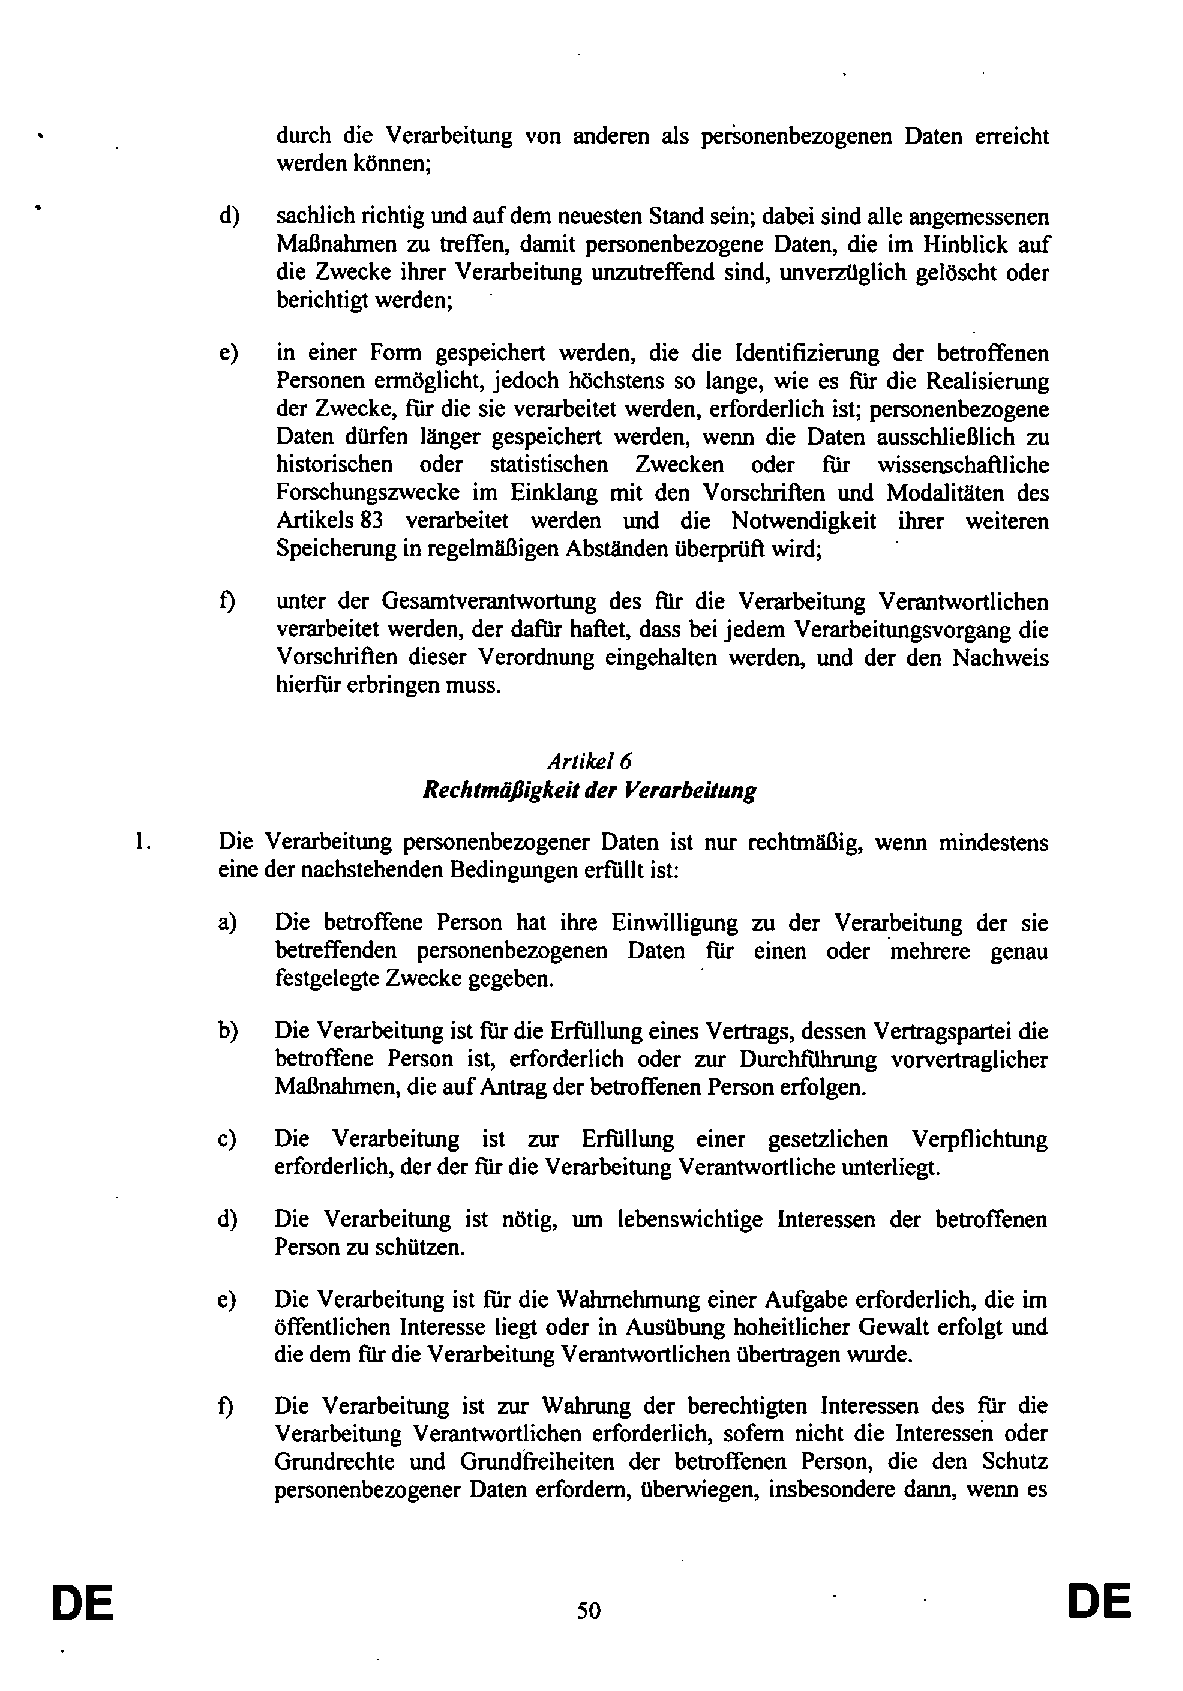 durch die Verarbeitung von anderen als personenbezogenen Daten erreicht
werden können;
d) sachlich richtig und auf dem neuesten Stand sein; dabei sind alle angemessenen
Maßnahmen zu treffen, damit personenbezogene Daten, die im Hinblick auf
die Zwecke ihrer Verarbeitung unzutreffend sind, unverzüglich gelöscht oder
berichtigt werden;
e) in einer Form gespeichert werden, die die Identifizierung der betroffenen
Personen ermöglicht, jedoch höchstens so lange, wie es für die Realisierung
der Zwecke, für die sie verarbeitet werden, erforderlich ist; personenbezogene
Daten dürfen länger gespeichert werden, wenn die Daten ausschließlich zu
historischen oder statistischen Zwecken oder für wissenschaftliche
Forschungszwecke im Einklang mit den Vorschriften und Modalitäten des
Artikels 83 verarbeitet werden und die Notwendigkeit ihrer weiteren
Speicherung in regelmäßigen Abständen überprüft wird;
f) unter der Gesamtverantwortung des für die Verarbeitung Verantwortlichen
verarbeitet werden, der dafür haftet, dass bei jedem Verarbeitungsvorgang die
Vorschriften dieser Verordnung eingehalten werden, und der den Nachweis
hierfür erbringen muss.
Artikel 6
Rechtmäßigkeit der Verarbeitung
1. Die Verarbeitung personenbezogener Daten ist nur rechtmäßig, wenn mindestens
eine der nachstehenden Bedingungen erfüllt ist:
a) Die betroffene Person hat ihre Einwilligung zu der Verarbeitung der sie
betreffenden personenbezogenen Daten für einen oder mehrere genau
festgelegte Zwecke gegeben.
b) Die Verarbeitung ist für die Erfüllung eines Vertrags, dessen Vertragspartei die
betroffene Person ist, erforderlich oder zur Durchführung vorvertraglicher
Maßnahmen, die auf Antrag der betroffenen Person erfolgen.
c) Die Verarbeitung ist zur Erfüllung einer gesetzlichen Verpflichtung
erforderlich, der der für die Verarbeitung Verantwortliche unterliegt.
d) Die Verarbeitung ist nötig, um lebenswichtige Interessen der betroffenen
Person zu schützen.
e) Die Verarbeitung ist für die Wahrnehmung einer Aufgabe erforderlich, die im
öffentlichen Interesse liegt oder in Ausübung hoheitlicher Gewalt erfolgt und
die dem für die Verarbeitung Verantwortlichen übertragen wurde.
f) Die Verarbeitung ist zur Wahrung der berechtigten Interessen des für die
Verarbeitung Verantwortlichen erforderlich, sofern nicht die Interessen oder
Grundrechte und Grundfreiheiten der betroffenen Person, die den Schutz
personenbezogener Daten erfordern, überwiegen, insbesondere dann, wenn es
DE 50 DE